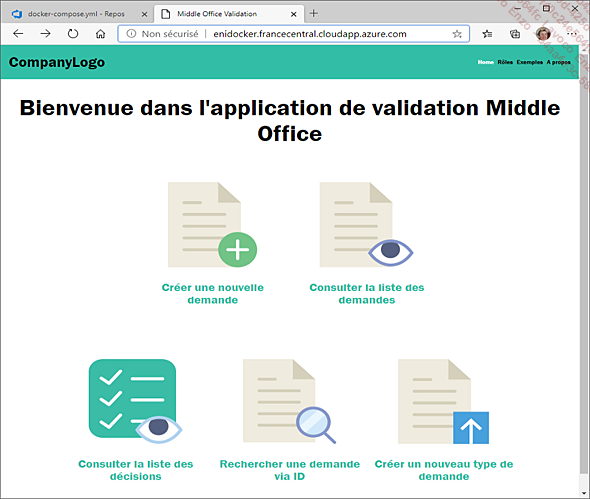 docker-compose.yml - Repos
Middle Office Validation
Non sécurisé
enidocker.francecentral.cloudapp.azure.com
CompanyLogo
Home Rôles Exemples A propos
Bienvenue dans l'application de validation Middle
Office
Créer une nouvelle
demande
Consulter la liste des
demandes
Consulter la liste des
décisions
Rechercher une demande
via ID
Créer un nouveau type de
demande